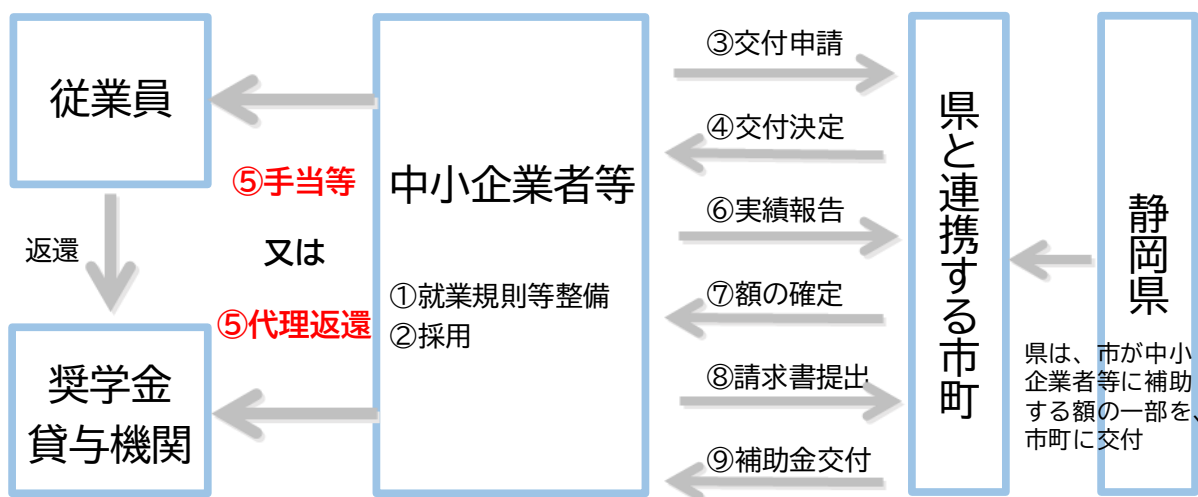 従業員
返還
奨学金
貸与機関
⑤手当等
又は
⑤代理返還
中小企業者等
①就業規則等整備
②採用
③交付申請
④交付決定
⑥実績報告
⑦額の確定
⑧請求書提出
⑨補助金交付
県と連携する市町
静岡県
県は、市が中小
企業者等に補助
する額の一部を、
市町に交付